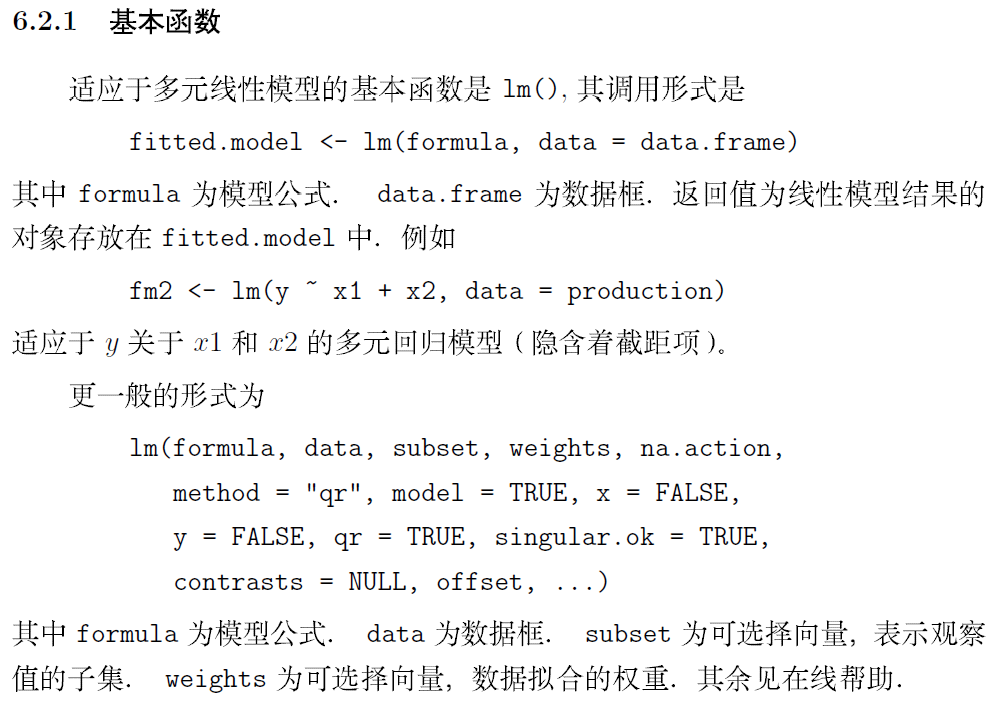 6.2.1 基本函数
适应于多元线性模型的基本函数是 lm(), 其调用形式是
fitted.model <- lm(formula, data = data.frame)
其中 formula 为模型公式. data.frame 为数据框. 返回值为线性模型结果的
对象存放在 fitted.model 中. 例如
fm2 <- lm(y ~ x1 + x2, data = production)
适应于 y 关于 x1 和 x2 的多元回归模型（隐含着截距项）。
更一般的形式为
lm(formula, data, subset, weights, na.action,
method = "qr", model = TRUE, x = FALSE,
y = FALSE, qr = TRUE, singular.ok = TRUE,
contrasts = NULL, offset, ...)
其中 formula 为模型公式. data 为数据框. subset 为可选择向量, 表示观察
值的子集. weights 为可选择向量, 数据拟合的权重. 其余见在线帮助.